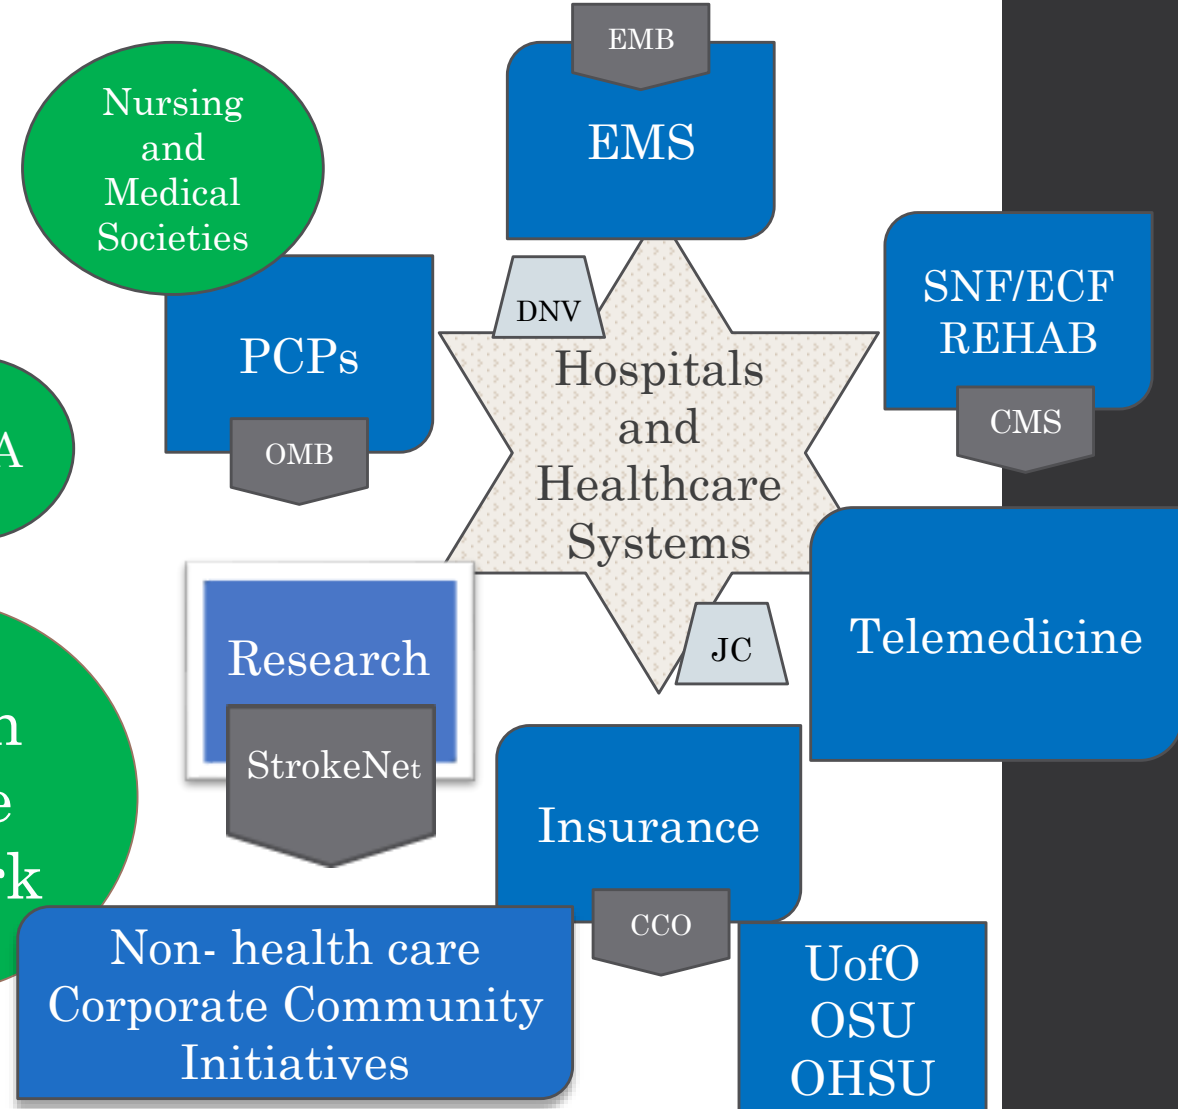 EMB
EMS
Nursing
and
Medical
Societies
PCPs
OMB
DNV
Hospitals
and
Healthcare
Systems
SNF/ECF
REHAB
CMS
A
Research
StrokeNet
JC
Telemedicine
n
e
rk
Insurance
CCO
Non- health care
Corporate Community
Initiatives
UofO
OSU
OHSU